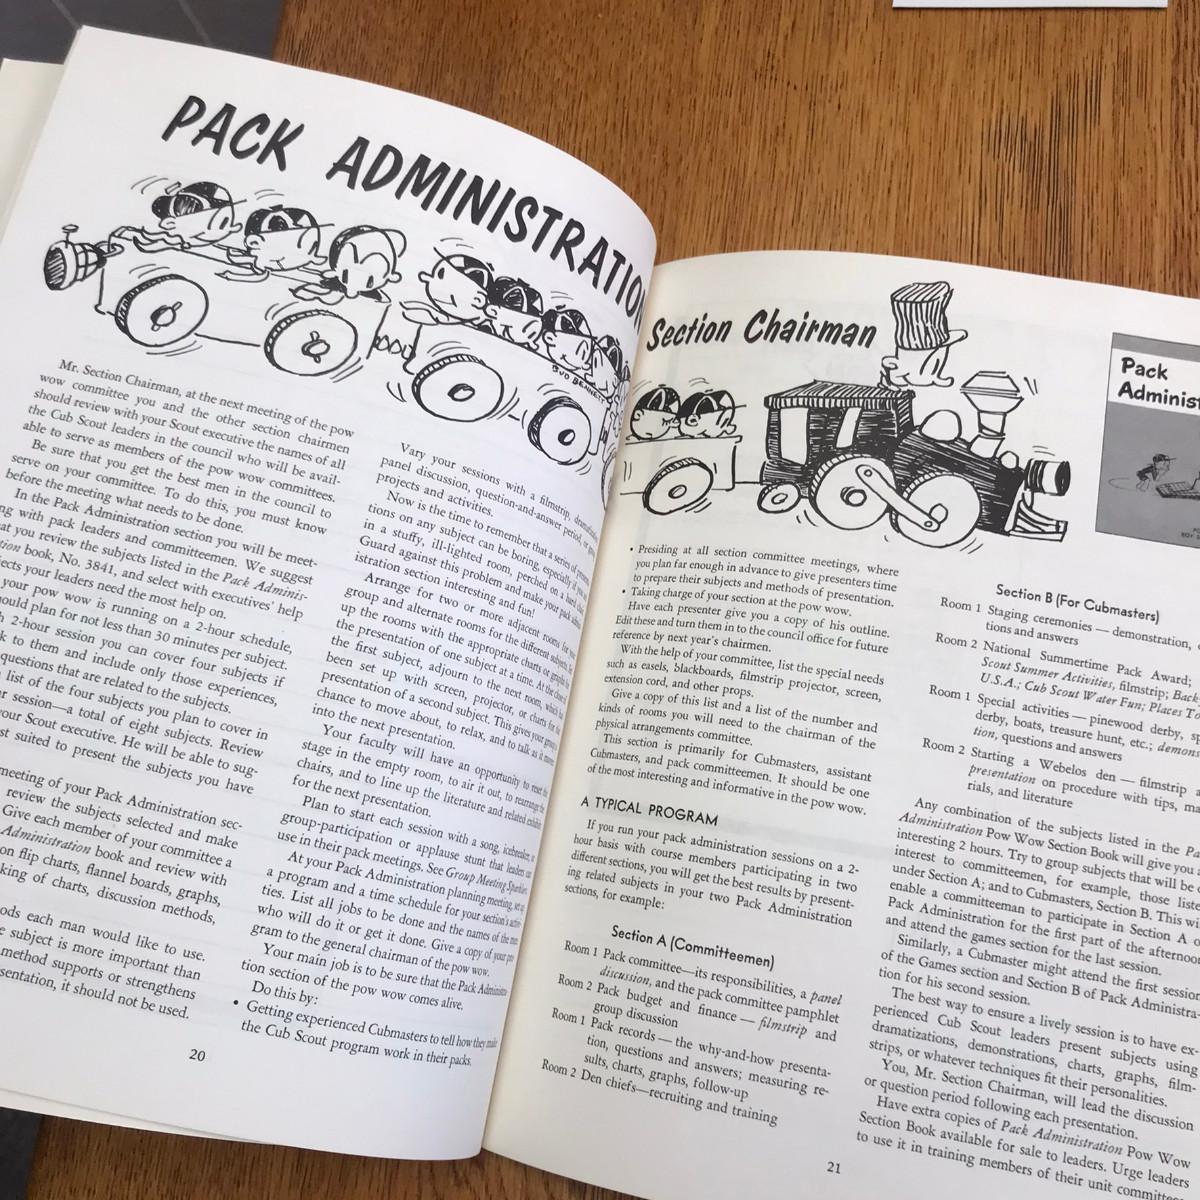 PACK ADMINISTRATION
BUD BENNETT
Mr. Section Chairman, at the next meeting of the pow
wow committee you and the other section chairmen
should review with your Scout executive the names of all
the Cub Scout leaders in the council who will be avail-
able to serve as members of the pow wow committees.
Be sure that you get the best men in the council to
serve on your committee. To do this, you must know
before the meeting what needs to be done.
In the Pack Administration section you will be meet-
ng with pack leaders and committeemen. We suggest
at you review the subjects listed in the Pack Adminis-
tion book, No. 3841, and select with executives' help
jects your leaders need the most help on.
your pow wow is running on a 2-hour schedule,
ould plan for not less than 30 minutes per subject.
h 2-hour session you can cover four subjects if
k to them and include only those experiences,
questions that are related to the subjects.
list of the four subjects you plan to cover in
r session—a total of eight subjects. Review
your Scout executive. He will be able to sug-
st suited to present the subjects you have
meeting of your Pack Administration sec-
review the subjects selected and make
Give each member of your committee a
Administration book and review with
on flip charts, flannel boards, graphs,
king of charts, discussion methods,
ods each man would like to use.
e subject is more important than
method supports or strengthens
sentation, it should not be used.
Vary your sessions with a filmstrip,
panel discussion, question-and-answer period, or
projects and activities.
Now is the time to remember that a series of
tions on any subject can be boring, especially if you
in a stuffy, ill-lighted room, perched on a hard
Guard against this problem and make your pack admin-
istration section interesting and fun!
Arrange for two or more adjacent rooms for
group and alternate rooms for the different subjects.
up the rooms with the appropriate charts or
the presentation of one subject at a time. At the
the first subject, adjourn to the next room, which
been set up with screen, projector, or charts for
presentation of a second subject. This gives your
chance to move about, to relax, and to talk as it moves
into the next presentation.
Your faculty will have an opportunity to reset the
stage in the empty room, to air it out, to rearrange
chairs, and to line up the literature and related
for the next presentation.
Plan to start each session with a song, icebreaker,
group-participation or applause stunt that leaders can
use in their pack meetings. See Group Meeting Sparklers.
At your Pack Administration planning meeting, set up
a program and a time schedule for your section's activi-
ties. List all jobs to be done and the names of the men
who will do it or get it done. Give a copy of your pro-
gram to the general chairman of the pow wow.
Your main job is to be sure that the Pack Administra-
tion section of the pow wow comes alive.
Do this by:
• Getting experienced Cubmasters to tell how they make
the Cub Scout program work in their packs.
20
Section Chairman
Pack
Administ
• Presiding at all section committee meetings, where
you plan far enough in advance to give presenters time
to prepare their subjects and methods of presentation.
• Taking charge of your section at the pow wow.
Have each presenter give you a copy of his outline.
Edit these and turn them in to the council office for future
reference by next year's chairmen.
With the help of your committee, list the special needs
such as easels, blackboards, filmstrip projector, screen,
extension cord, and other props.
Give a copy of this list and a list of the number and
kinds of rooms you will need to the chairman of the
physical arrangements committee.
This section is primarily for Cubmasters, assistant
Cubmasters, and pack committeemen. It should be one
of the most interesting and informative in the pow wow.
A TYPICAL PROGRAM
If you run your pack administration sessions on a 2-
hour basis with course members participating in two
different sections, you will get the best results by present-
ing related subjects in your two Pack Administration
sections, for example:
Section A (Committeemen)
Room 1 Pack committee—its responsibilities, a panel
discussion, and the pack committee pamphlet
Room 2 Pack budget and finance — filmstrip and
group discussion
Room 1 Pack records — the why-and-how presenta-
tion, questions and answers; measuring re-
sults, charts, graphs, follow-up
Room 2 Den chiefs—recruiting and training
Section B (For Cubmasters)
Room 1 Staging ceremonies — demonstration,
tions and answers
Room 2 National Summertime Pack Award;
Scout Summer Activities, filmstrip; Back
U.S.A.; Cub Scout Water Fun; Places
Room 1 Special activities — pinewood derby, sp
derby, boats, treasure hunt, etc.; demons
tion, questions and answers
Room 2 Starting a Webelos den — filmstrip
presentation on procedure with tips,
rials, and literature
Any combination of the subjects listed in the Pa
Administration Pow Wow Section Book will give you
interesting 2 hours. Try to group subjects that will be
interest to committeemen, for example, those liste
under Section A; and to Cubmasters, Section B. This wi
enable a committeeman to participate in Section A o
Pack Administration for the first part of the afternoon
and attend the games section for the last session.
Similarly, a Cubmaster might attend the first session
of the Games section and Section B of Pack Administra-
tion for his second session.
The best way to ensure a lively session is to have ex-
perienced Cub Scout leaders present subjects using
dramatizations, demonstrations, charts, graphs, film-
strips, or whatever techniques fit their personalities.
You, Mr. Section Chairman, will lead the discussion
or question period following each presentation.
Have extra copies of Pack Administration Pow Wow
Section Book available for sale to leaders. Urge leaders
to use it in training members of their unit committee
21